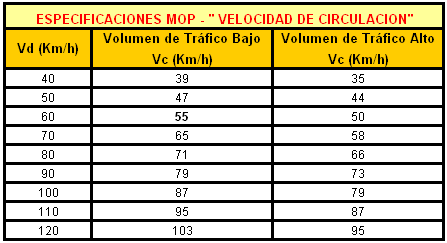 ESPECIFICACIONES MOP - " VELOCIDAD DE CIRCULACION"
Vd (Km/h) Volumen de Tráfico Bajo Volumen de Tráfico Alto
Vc (Km/h) Vc (Km/h)
40 39 35
50 47 44
60 55 50
70 65 58
80 71 66
90 79 73
100 87 79
110 95 87
120 103 95